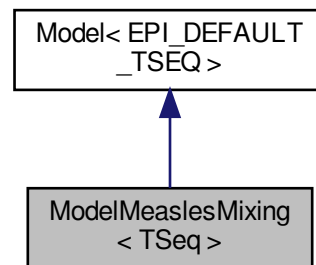 Model< EPI_DEFAULT
_TSEQ >
ModelMeaslesMixing
< TSeq >